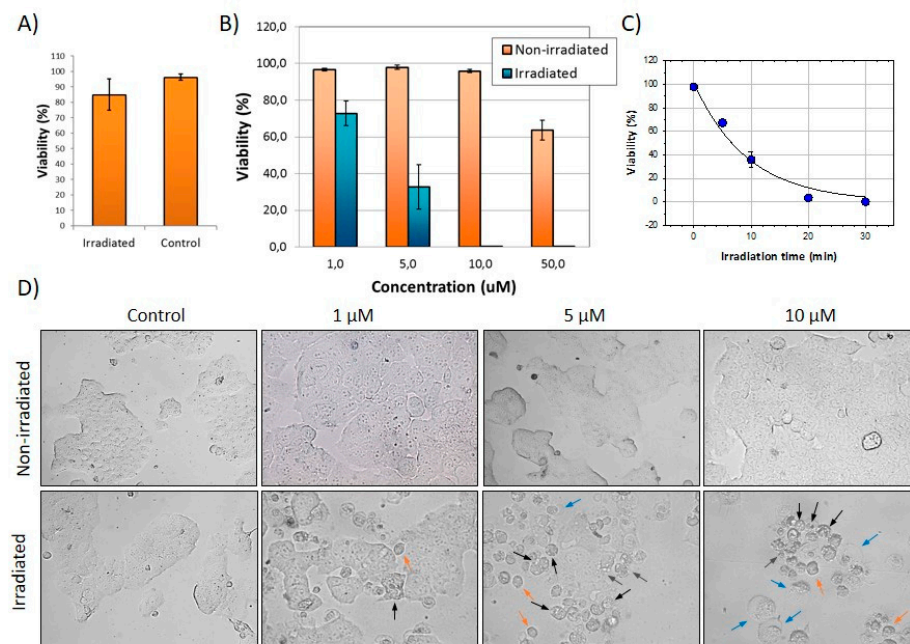 A)
Viability (%)
110
100
90
80
70
60
50
40
30
20
10
0
Irradiated Control
B)
Viability (%)
120,0
100,0
80,0
60,0
40,0
20,0
0,0
Non-irradiated
Irradiated
1,0 5,0 10,0 50,0
Concentration (uM)
C)
Viability (%)
120
100
80
60
40
20
0
-20
0 10 20 30
Irradiation time (min)
D)
Control 1 μM 5 μM 10 μM
Non-irradiated
Irradiated